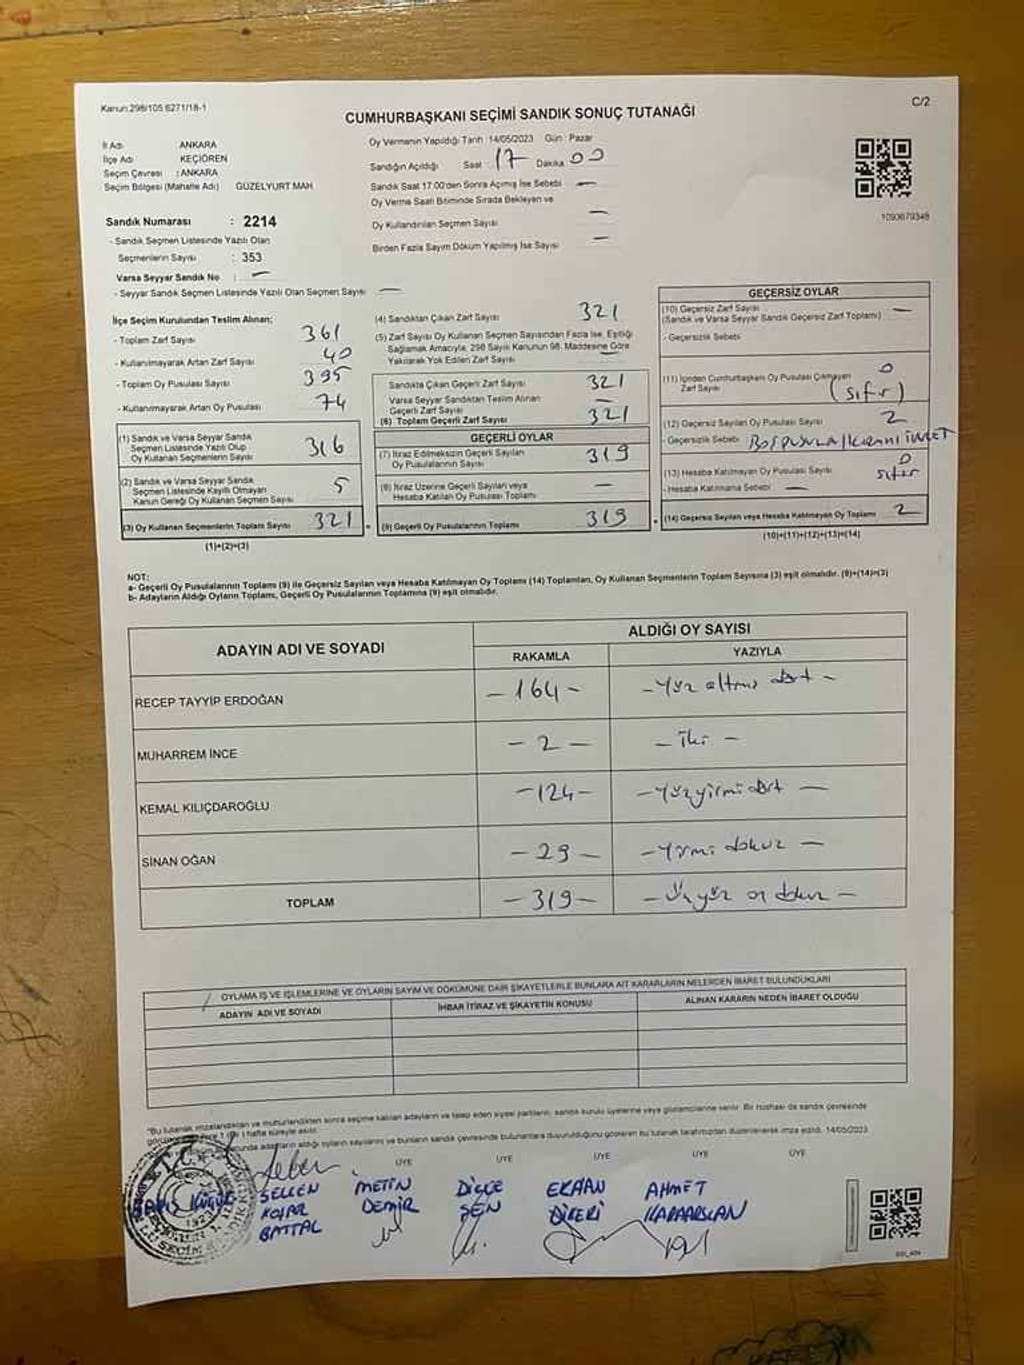 Kanun:298/105 6271/18-1
C/2
CUMHURBAŞKANI SEÇİMİ SANDIK SONUÇ TUTANAĞI
İl Adı ANKARA
İlçe Adı KEÇİÖREN
Seçim Çevresi : ANKARA
Seçim Bölgesi (Mahalle Adı) GÜZELYURT MAH
Sandık Numarası : 2214
- Sandık Seçmen Listesinde Yazılı Olan
Seçmenlerin Sayısı : 353
Varsa Seyyar Sandık No : —
- Seyyar Sandık Seçmen Listesinde Yazılı Olan Seçmen Sayısı —
Oy Vermenin Yapıldığı Tarih :14/05/2023 Gün : Pazar
Sandığın Açıldığı Saat 17 Dakika 00
Sandık Saat 17.00'den Sonra Açımış İse Sebebi —
Oy Verme Saati Bitiminde Sırada Bekleyen ve
Oy Kullandırılan Seçmen Sayısı —
Birden Fazla Sayım Döküm Yapılmış İse Sayısı —
1093679348
İlçe Seçim Kurulundan Teslim Alınan:
- Toplam Zarf Sayısı 361
- Kullanılmayarak Artan Zarf Sayısı 40
- Toplam Oy Pusulası Sayısı 395
- Kullanılmayarak Artan Oy Pusulası 74
(1) Sandık ve Varsa Seyyar Sandık
Seçmen Listesinde Yazılı Olup
Oy Kullanan Seçmenlerin Sayısı 316
(2) Sandık ve Varsa Seyyar Sandık
Seçmen Listesinde Kayıtlı Olmayan
Kanun Gereği Oy Kullanan Seçmen Sayısı 5
(3) Oy Kullanan Seçmenlerin Toplam Sayısı 321
(1)+(2)=(3)
(4) Sandıktan Çıkan Zarf Sayısı 321
(5) Zarf Sayısı Oy Kullanan Seçmen Sayısından Fazla İse, Eşitliği
Sağlamak Amacıyla, 298 Sayılı Kanunun 98. Maddesine Göre
Yakılarak Yok Edilen Zarf Sayısı —
Sandıkta Çıkan Geçerli Zarf Sayısı 321
Varsa Seyyar Sandıktan Teslim Alınan
Geçerli Zarf Sayısı —
(6) Toplam Geçerli Zarf Sayısı 321
GEÇERLİ OYLAR
(7) İtiraz Edilmeksizin Geçerli Sayılan
Oy Pusulalarının Sayısı 319
(8) İtiraz Üzerine Geçerli Sayılan veya
Hesaba Katılan Oy Pusulası Toplamı —
(9) Geçerli Oy Pusulalarının Toplamı 319
GEÇERSİZ OYLAR
(10) Geçersiz Zarf Sayısı —
(Sandık ve Varsa Seyyar Sandık Geçersiz Zarf Toplamı)
- Geçersizlik Sebebi
(11) İçinden Cumhurbaşkanı Oy Pusulası Çıkmayan
Zarf Sayısı 0 (Sıfır)
(12) Geçersiz Sayılan Oy Pusulası Sayısı 2
- Geçersizlik Sebebi
(13) Hesaba Katılmayan Oy Pusulası Sayısı 0 sıfır
- Hesaba Katılmama Sebebi —
(14) Geçersiz Sayılan veya Hesaba Katılmayan Oy Toplamı 2
(10)+(11)+(12)+(13)=(14)
NOT:
a- Geçerli Oy Pusulalarının Toplamı (9) ile Geçersiz Sayılan veya Hesaba Katılmayan Oy Toplamı (14) Toplamları, Oy Kullanan Seçmenlerin Toplam Sayısına (3) eşit olmalıdır. (9)+(14)=(3)
b- Adayların Aldığı Oyların Toplamı, Geçerli Oy Pusulalarının Toplamına (9) eşit olmalıdır.
ADAYIN ADI VE SOYADI
ALDIĞI OY SAYISI
RAKAMLA YAZIYLA
RECEP TAYYİP ERDOĞAN -164- -Yüz altmış dört-
MUHARREM İNCE -2- -İki-
KEMAL KILIÇDAROĞLU -124- -Yüz yirmi dört-
SİNAN OĞAN -29- -Yirmi dokuz-
TOPLAM -319- -Üç yüz on dokuz-
OYLAMA İŞ VE İŞLEMLERİNE VE OYLARIN SAYIM VE DÖKÜMÜNE DAİR ŞİKAYETLERLE BUNLARA AİT KARARLARIN NELERDEN İBARET BULUNDUKLARI
ADAYIN ADI VE SOYADI İHBAR İTİRAZ VE ŞİKAYETİN KONUSU ALINAN KARARIN NEDEN İBARET OLDUĞU
"Bu tutanak imzalandıktan ve mühürlendikten sonra seçime katılan adayların ve talep eden siyasi partilerin, sandık kurulu üyelerine veya gözlemcilerine verilir. Bir nüshası da sandık çevresinde
hafta süreyle asılır.
adayların aldığı oyların sayılarını ve bunların sandık çevresinde bulunanlara duyurulduğunu gösteren bu tutanak tarafımızdan düzenlenerek imza edildi. 14/05/2023
ÜYE ÜYE ÜYE ÜYE ÜYE
METİN DEMİR
AHMET KARAARSLAN
BATTAL